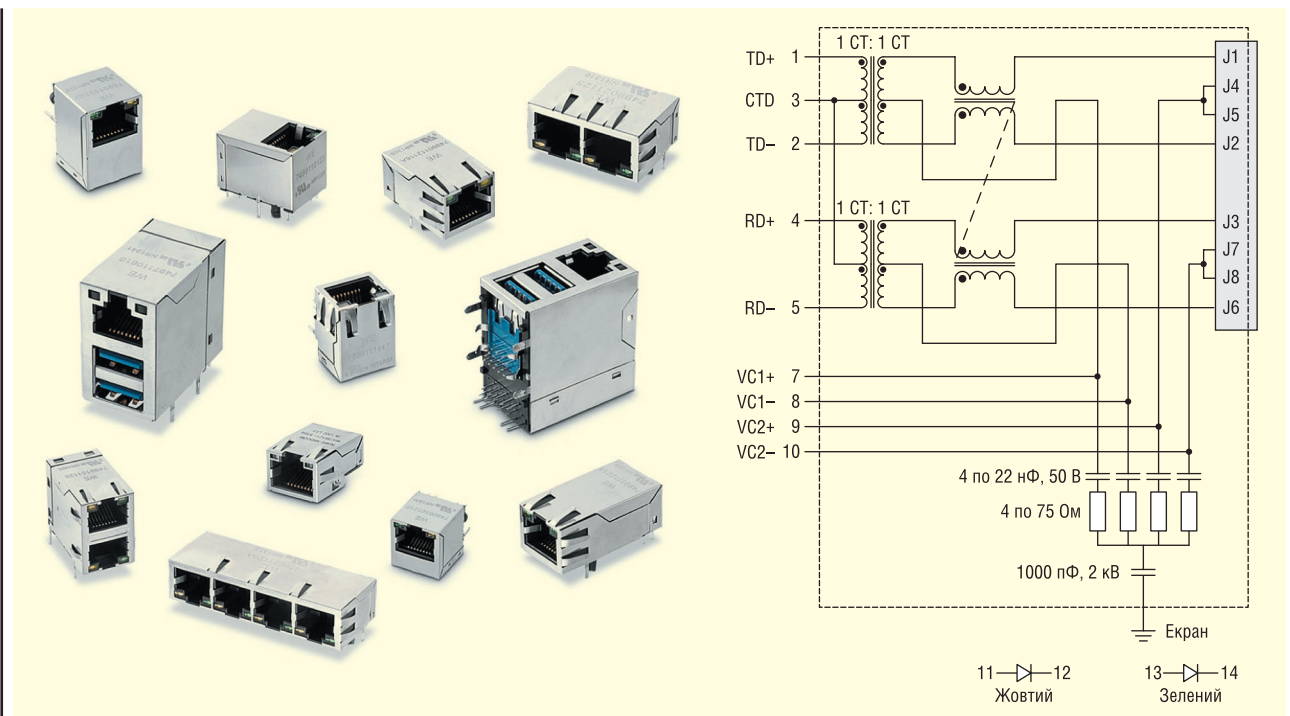 1 CT: 1 CT
TD+ 1
CTD 3
TD– 2
1 CT: 1 CT
RD+ 4
RD– 5
VC1+ 7
VC1– 8
VC2+ 9
VC2– 10
J1
J4
J5
J2
J3
J7
J8
J6
4 по 22 нФ, 50 В
4 по 75 Ом
1000 пФ, 2 кВ
Екран
11 12
Жовтий
13 14
Зелений